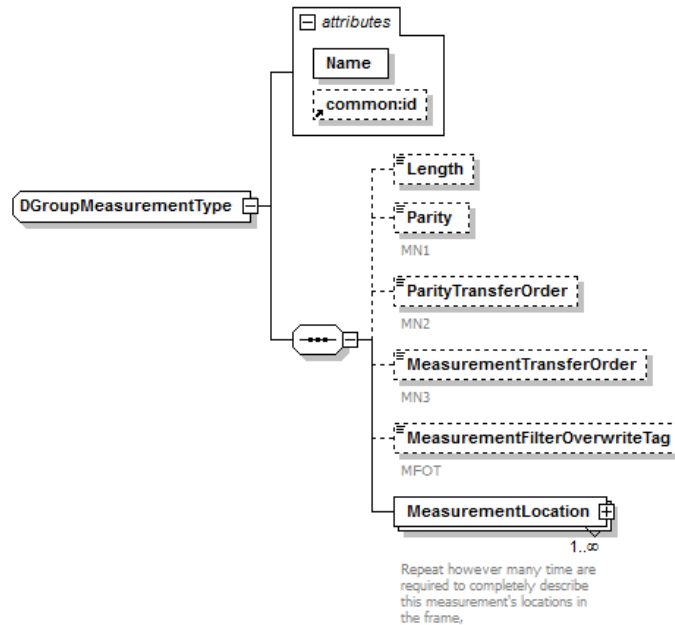 attributes
Name
common:id
DGroupMeasurementType
Length
Parity
MN1
ParityTransferOrder
MN2
MeasurementTransferOrder
MN3
MeasurementFilterOverwriteTag
MFOT
MeasurementLocation
1..∞
Repeat however many time are
required to completely describe
this measurement's locations in
the frame,